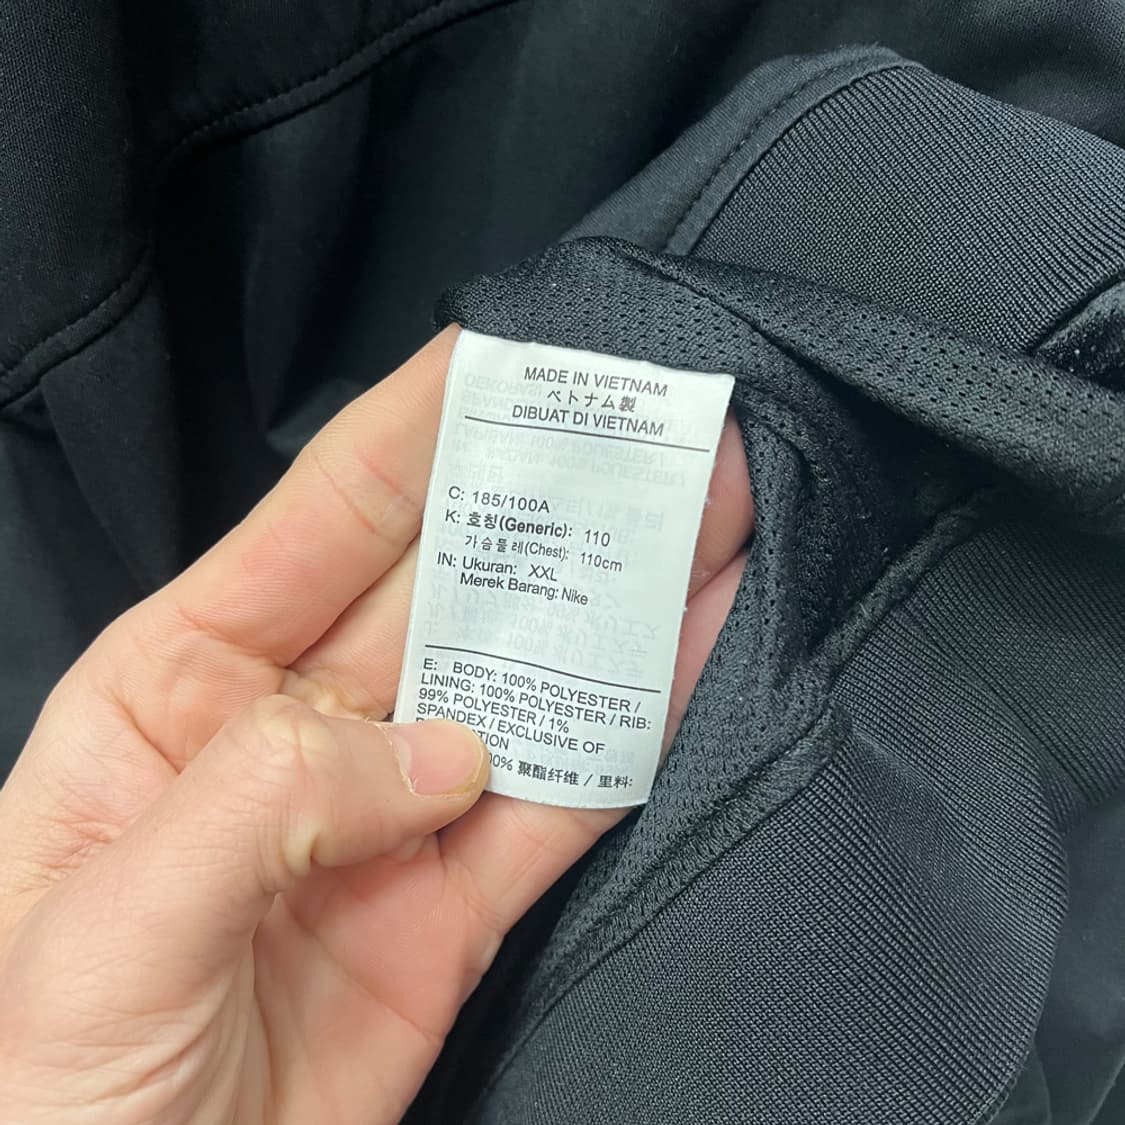 MADE IN VIETNAM
ベトナム製
DIBUAT DI VIETNAM
C: 185/100A
K: 호칭(Generic): 110
가슴둘레(Chest): 110cm
IN: Ukuran: XXL
Merek Barang: Nike
E: BODY: 100% POLYESTER /
LINING: 100% POLYESTER / RIB:
99% POLYESTER / 1%
SPANDEX / EXCLUSIVE OF
聚酯纤维 / 里料: